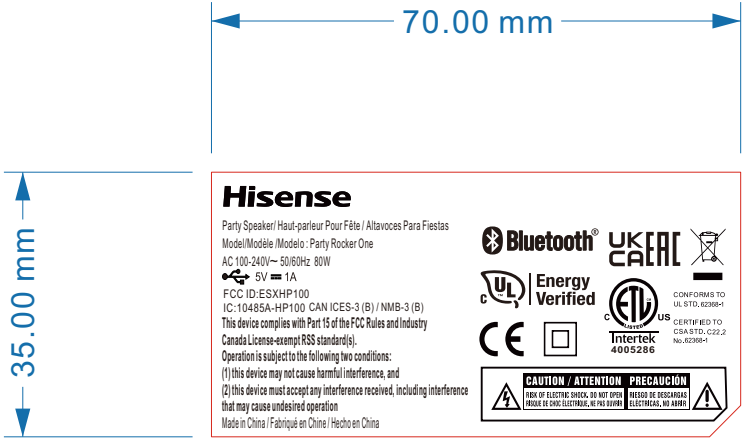 70.00 mm
35.00 mm
Hisense
Party Speaker/ Haut-parleur Pour Fête / Altavoces Para Fiestas
Model/Modèle /Modelo : Party Rocker One
AC 100-240V~ 50/60Hz 80W
5V ⎓ 1A
FCC ID:ESXHP100
IC:10485A-HP100 CAN ICES-3 (B) / NMB-3 (B)
This device complies with Part 15 of the FCC Rules and Industry
Canada License-exempt RSS standard(s).
Operation is subject to the following two conditions:
(1) this device may not cause harmful interference, and
(2) this device must accept any interference received, including interference
that may cause undesired operation
Made in China / Fabriqué en Chine / Hecho en China
Bluetooth®
UK
CA
EAC
c UL ™
Energy
Verified
CE
ETL
C US
LISTED
Intertek
4005286
CONFORMS TO
UL STD. 62368-1
CERTIFIED TO
CSA STD. C22.2
No.62368-1
CAUTION / ATTENTION
RISK OF ELECTRIC SHOCK. DO NOT OPEN
RISQUE DE CHOC ÉLECTRIQUE, NE PAS OUVRIR
PRECAUCIÓN
RIESGO DE DESCARGAS
ELÉCTRICAS, NO ABRIR